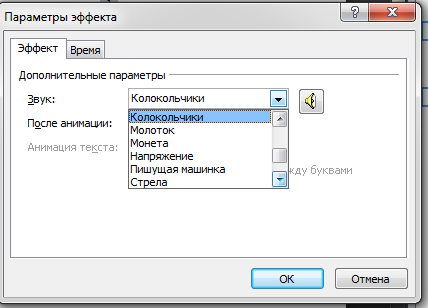 Параметры эффекта
Эффект Время
Дополнительные параметры
Звук: Колокольчики
Колокольчики
После анимации: Молоток
Монета
Анимация текста: Напряжение
Пишущая машинка
жду буквами
Стрела
ОК Отмена